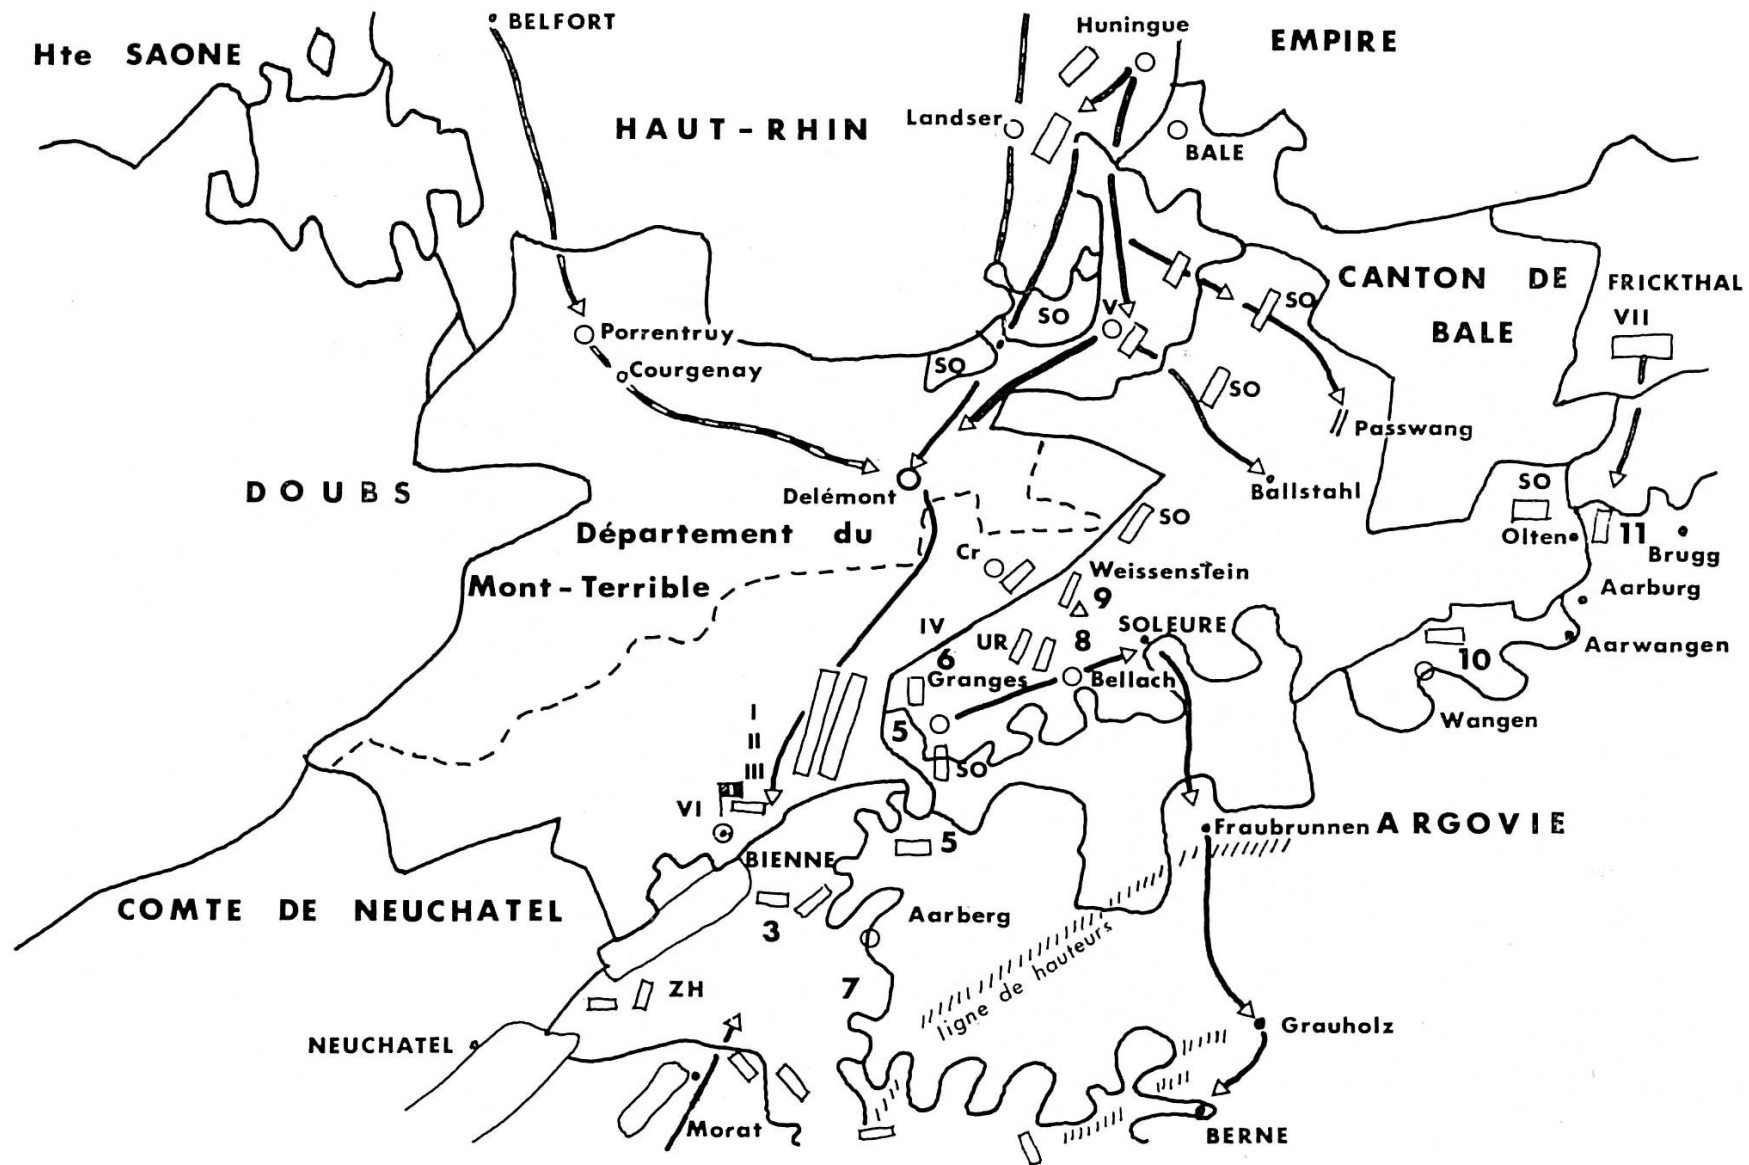 BELFORT
Huningue
EMPIRE
Hte SAONE
HAUT-RHIN
Landser
BALE
CANTON DE
BALE
FRICKTHAL
VII
SO
SO
V
Porrentruy
SO
Courgenay
SO
Passwang
DOUBS
Delémont
Ballstahl
SO
SO
Olten
11
Brugg
Département du
Mont-Terrible
Cr
Weissenstein
9
Aarburg
IV
UR
8
SOLEURE
6
Granges
Bellach
10
Aarwangen
Wangen
I
II
III
5
SO
VI
Fraubrunnen
ARGOVIE
5
BIENNE
COMTE DE NEUCHATEL
3
Aarberg
ligne de hauteurs
ZH
7
NEUCHATEL
Grauholz
Morat
BERNE